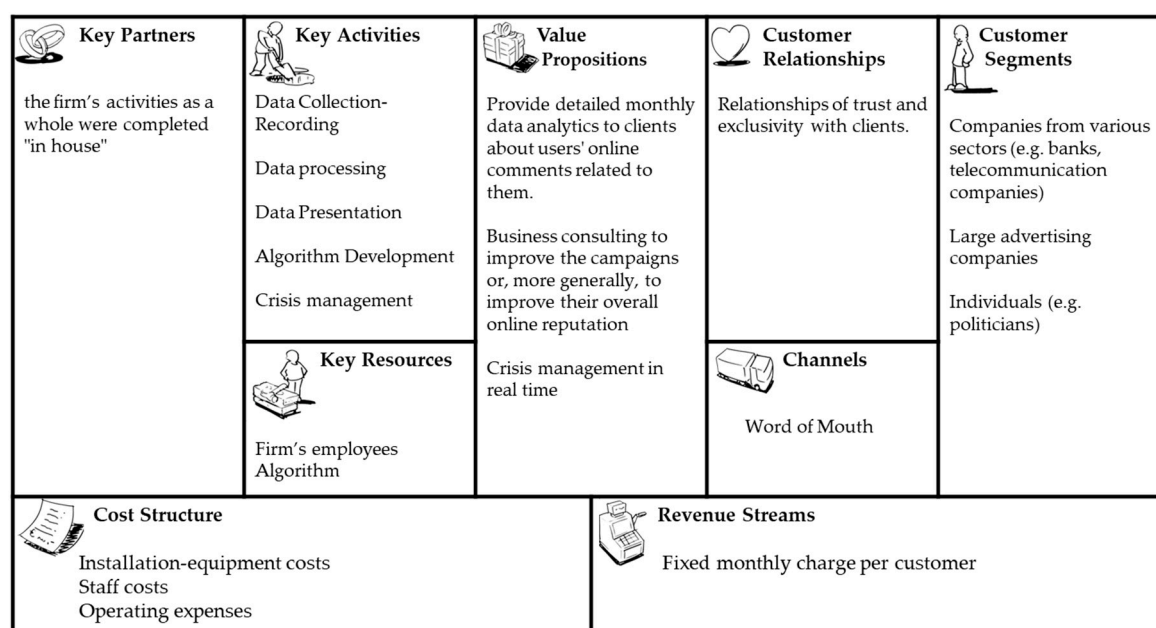 Key Partners
the firm's activities as a
whole were completed
"in house"
Key Activities
Data Collection-
Recording
Data processing
Data Presentation
Algorithm Development
Crisis management
Key Resources
Firm's employees
Algorithm
Value
Propositions
Provide detailed monthly
data analytics to clients
about users' online
comments related to
them.
Business consulting to
improve the campaigns
or, more generally, to
improve their overall
online reputation
Crisis management in
real time
Customer
Relationships
Relationships of trust and
exclusivity with clients.
Channels
Word of Mouth
Customer
Segments
Companies from various
sectors (e.g. banks,
telecommunication
companies)
Large advertising
companies
Individuals (e.g.
politicians)
Cost Structure
Installation-equipment costs
Staff costs
Operating expenses
Revenue Streams
Fixed monthly charge per customer